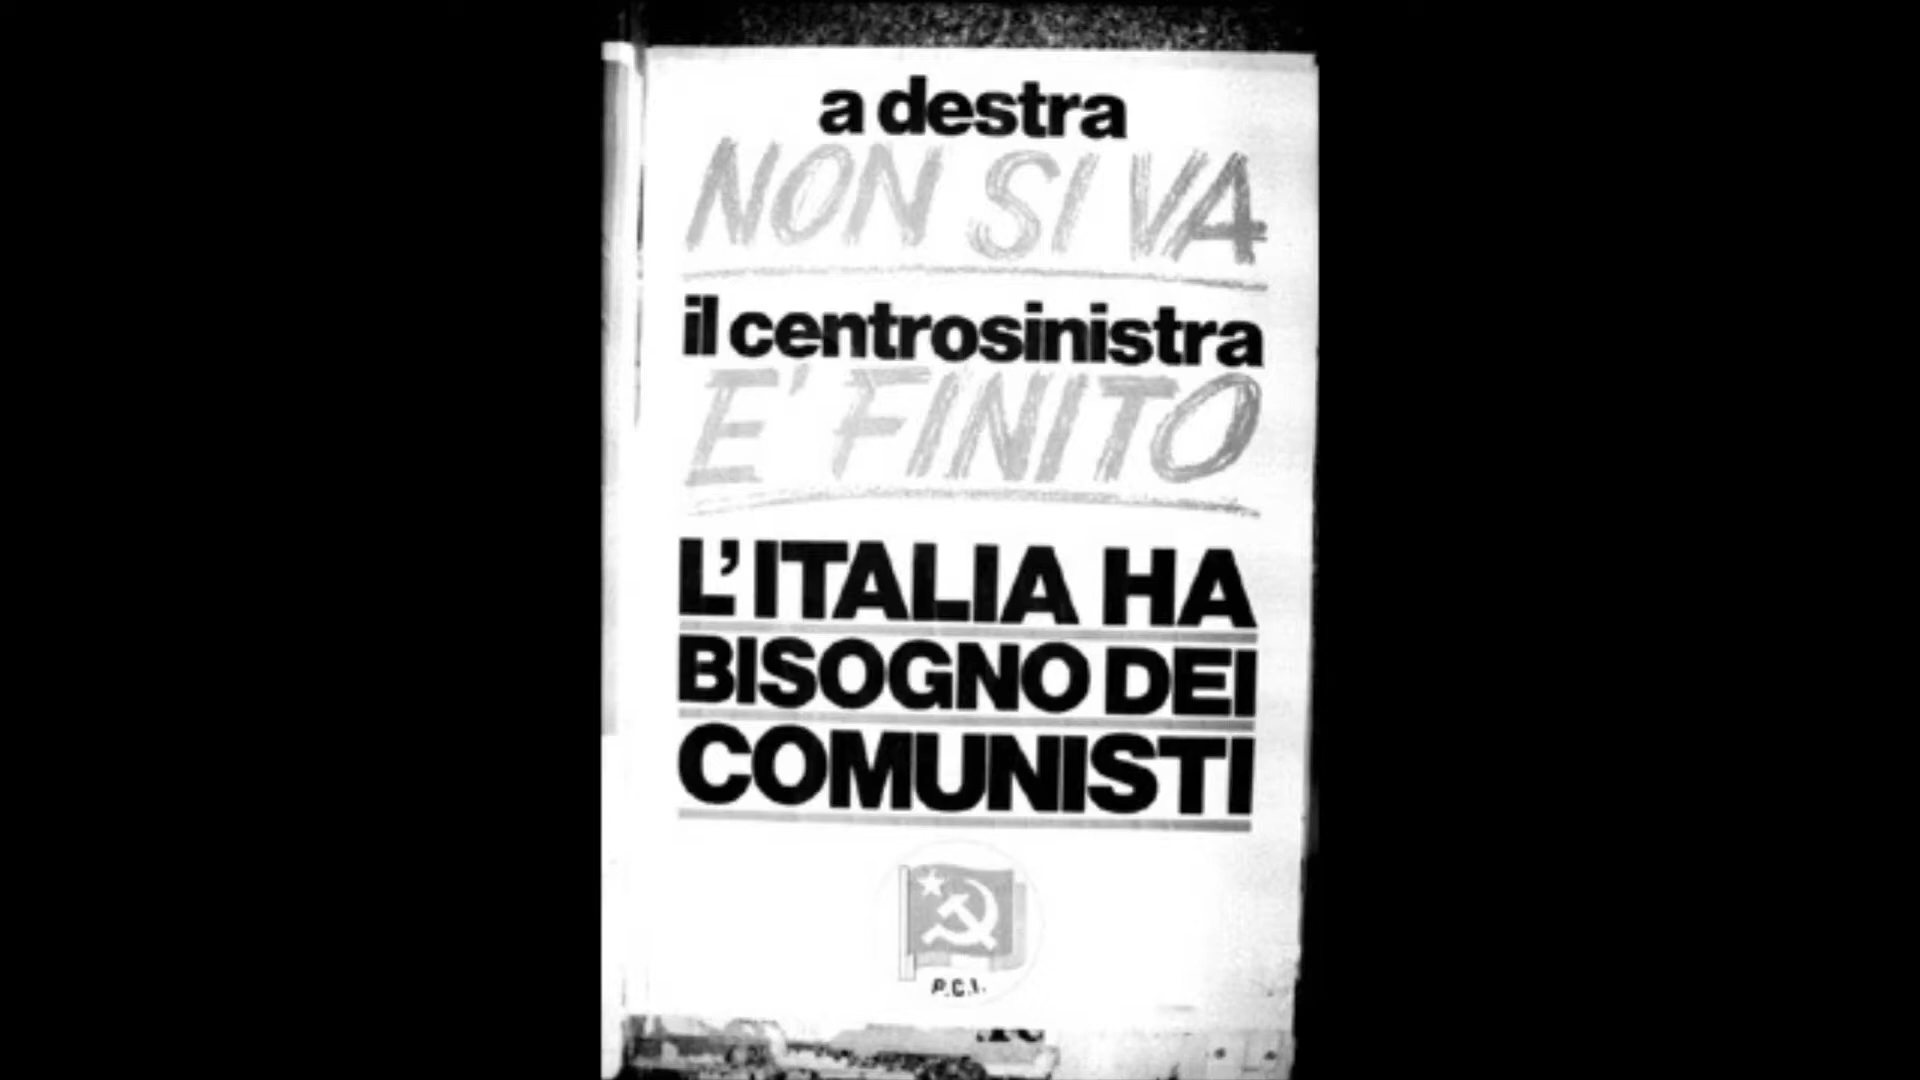 a destra
NON SI VA
il centrosinistra
E' FINITO
L'ITALIA HA
BISOGNO DEI
COMUNISTI
P.C.I.